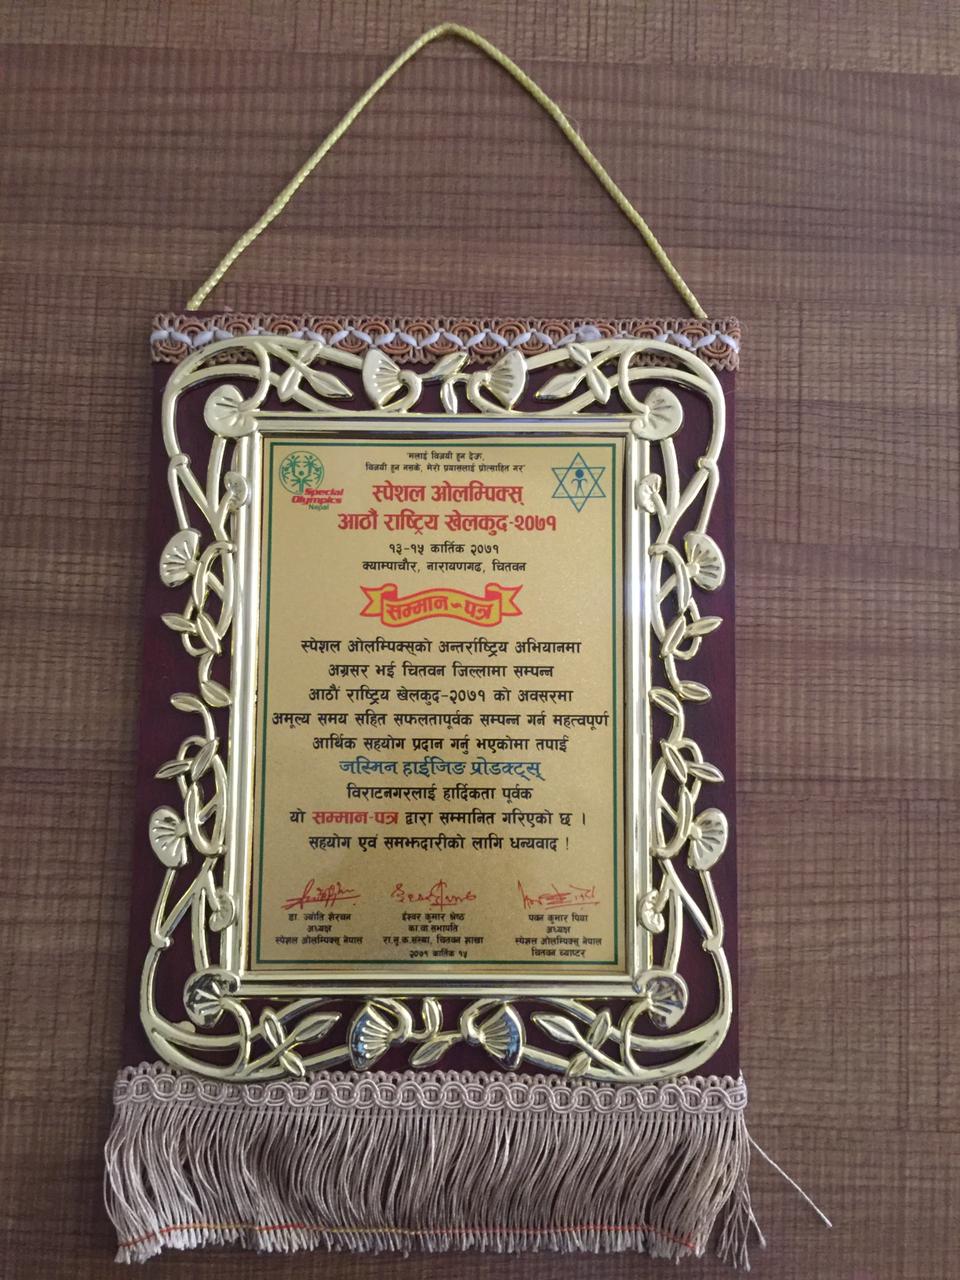 'मलाई विजयी हुन देऊ,
विजयी हुन नसके, मेरो प्रयासलाई प्रोत्साहित गर'
Special
Olympics
Nepal
स्पेशल ओलम्पिक्स्
आठौ राष्ट्रिय खेलकुद-२०७१
१३-१५ कार्तिक २०७१
क्याम्पाचौर, नारायणगढ, चितवन
सम्मान-पत्र
स्पेशल ओलम्पिक्स्को अन्तर्राष्ट्रिय अभियानमा
अग्रसर भई चितवन जिल्लामा सम्पन्न
आठौं राष्ट्रिय खेलकुद-२०७१ को अवसरमा
अमूल्य समय सहित सफलतापूर्वक सम्पन्न गर्न महत्वपूर्ण
आर्थिक सहयोग प्रदान गर्नु भएकोमा तपाई
जस्मिन हाईजिङ प्रोडक्ट्स्
विराटनगरलाई हार्दिकता पूर्वक
यो सम्मान-पत्र द्वारा सम्मानित गरिएको छ ।
सहयोग एवं समझदारीको लागि धन्यवाद !
डा. ज्योति शेरचन
अध्यक्ष
स्पेशल ओलम्पिक्स् नेपाल
ईश्वर कुमार श्रेष्ठ
का.वा.सभापति
रा.सु.क.संस्था, चितवन शाखा
२०७१ कार्तिक १५
पवन कुमार पिया
अध्यक्ष
स्पेशल ओलम्पिक्स् नेपाल,
चितवन च्याप्टर